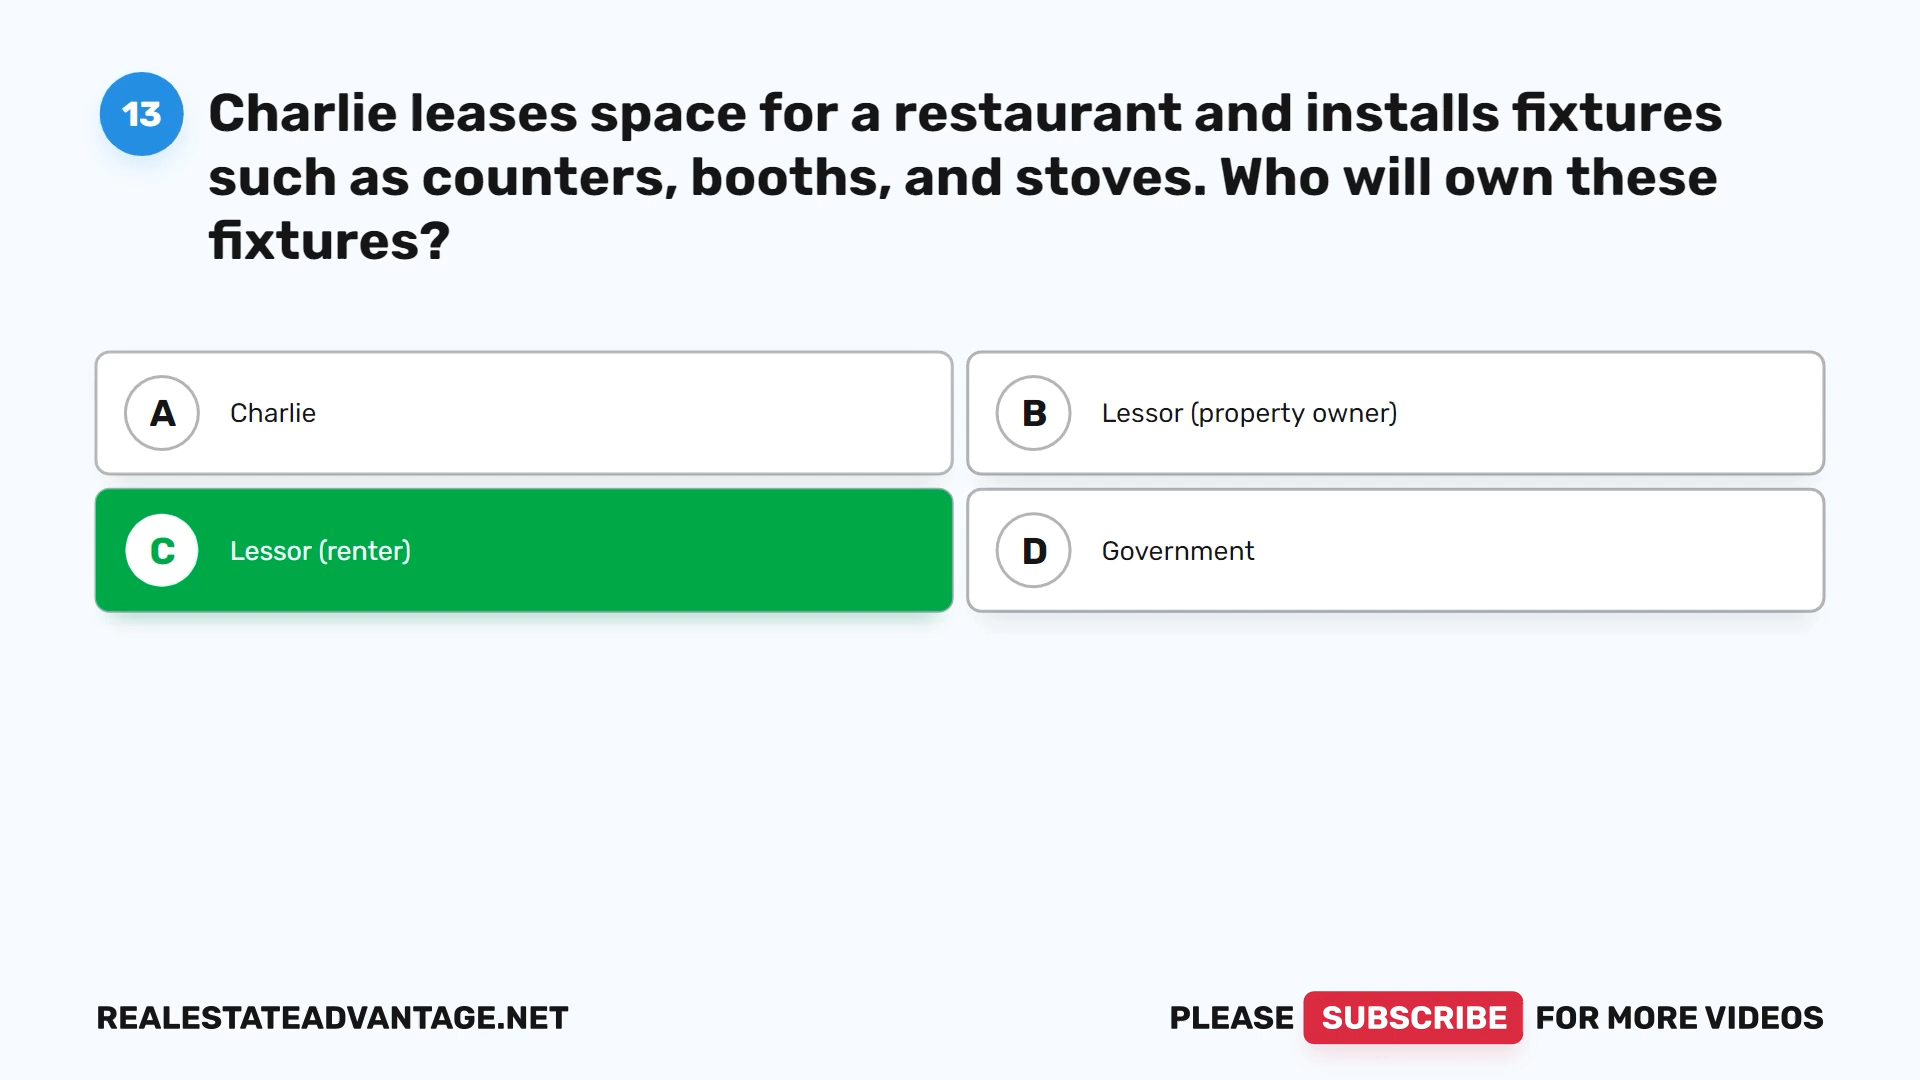 13
Charlie leases space for a restaurant and installs fixtures
such as counters, booths, and stoves. Who will own these
fixtures?
A Charlie
B Lessor (property owner)
C Lessor (renter)
D Government
REALESTATEADVANTAGE.NET
PLEASE SUBSCRIBE FOR MORE VIDEOS